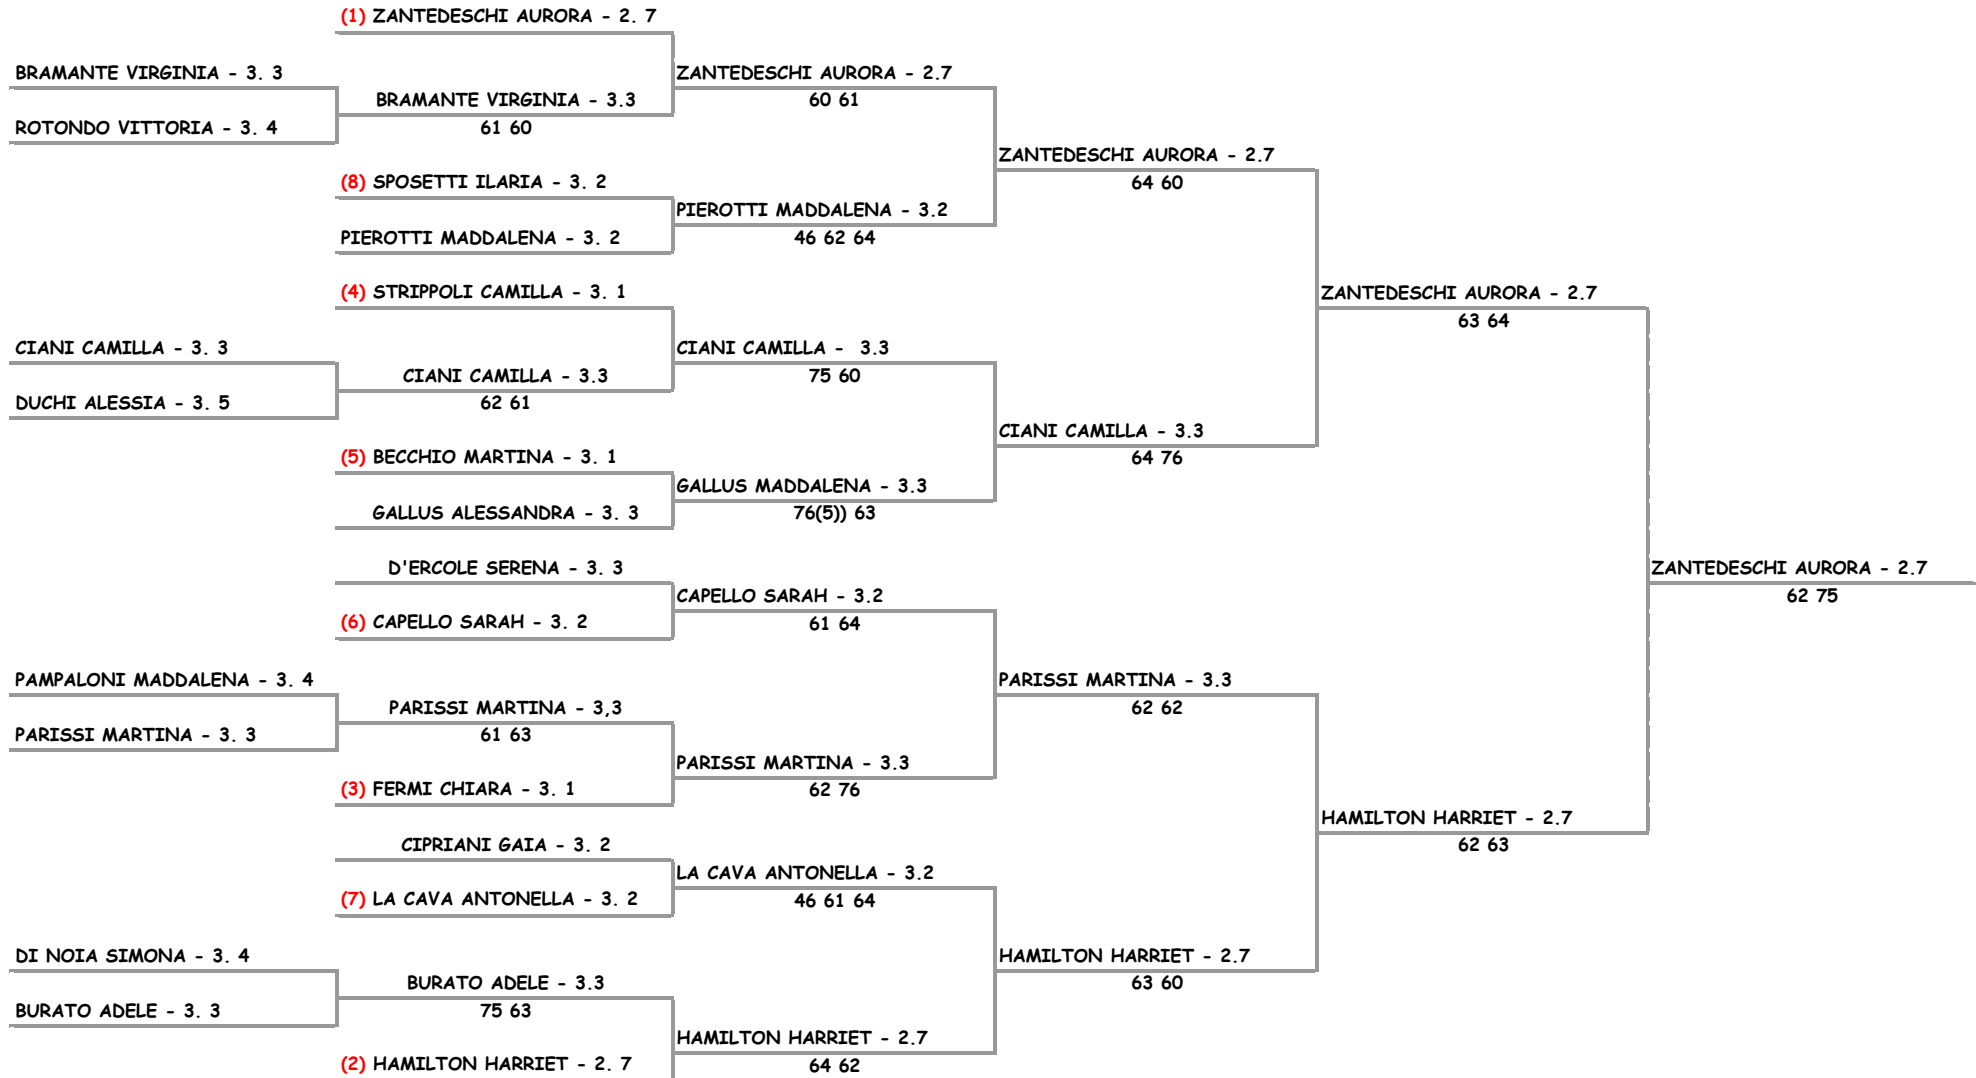 (1) ZANTEDESCHI AURORA - 2. 7
BRAMANTE VIRGINIA - 3. 3
ZANTEDESCHI AURORA - 2.7
BRAMANTE VIRGINIA - 3.3
60 61
ROTONDO VITTORIA - 3. 4
61 60
ZANTEDESCHI AURORA - 2.7
(8) SPOSETTI ILARIA - 3. 2
64 60
PIEROTTI MADDALENA - 3.2
PIEROTTI MADDALENA - 3. 2
46 62 64
(4) STRIPPOLI CAMILLA - 3. 1
ZANTEDESCHI AURORA - 2.7
63 64
CIANI CAMILLA - 3. 3
CIANI CAMILLA -  3.3
CIANI CAMILLA - 3.3
75 60
DUCHI ALESSIA - 3. 5
62 61
CIANI CAMILLA - 3.3
(5) BECCHIO MARTINA - 3. 1
64 76
GALLUS MADDALENA - 3.3
GALLUS ALESSANDRA - 3. 3
76(5)) 63
D'ERCOLE SERENA - 3. 3
ZANTEDESCHI AURORA - 2.7
CAPELLO SARAH - 3.2
62 75
(6) CAPELLO SARAH - 3. 2
61 64
PAMPALONI MADDALENA - 3. 4
PARISSI MARTINA - 3.3
PARISSI MARTINA - 3,3
62 62
PARISSI MARTINA - 3. 3
61 63
PARISSI MARTINA - 3.3
(3) FERMI CHIARA - 3. 1
62 76
HAMILTON HARRIET - 2.7
CIPRIANI GAIA - 3. 2
62 63
LA CAVA ANTONELLA - 3.2
(7) LA CAVA ANTONELLA - 3. 2
46 61 64
DI NOIA SIMONA - 3. 4
HAMILTON HARRIET - 2.7
BURATO ADELE - 3.3
63 60
BURATO ADELE - 3. 3
75 63
HAMILTON HARRIET - 2.7
(2) HAMILTON HARRIET - 2. 7
64 62